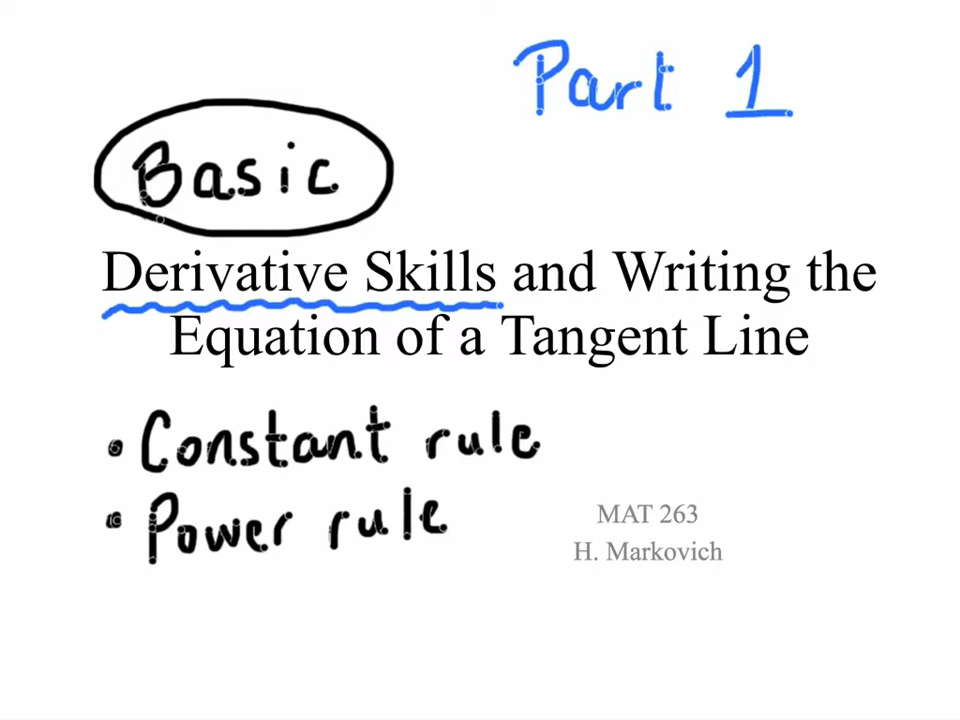 Part 1
Basic
Derivative Skills and Writing the
Equation of a Tangent Line
• Constant rule
• Power rule
MAT 263
H. Markovich